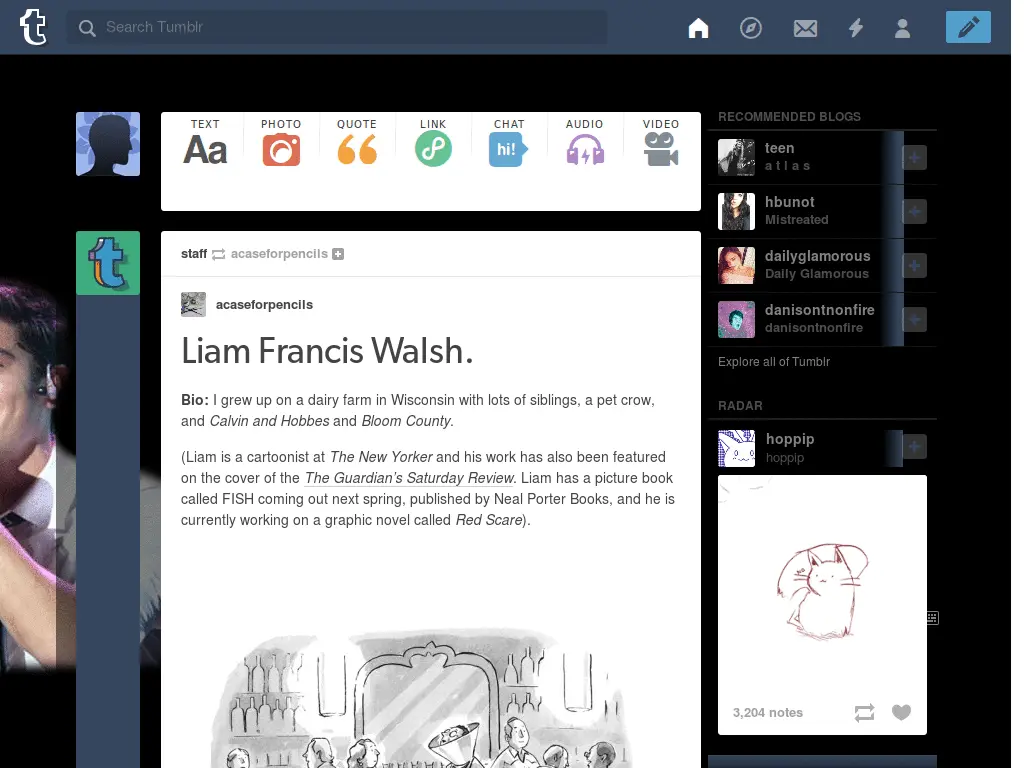 t
Search Tumblr
TEXT PHOTO QUOTE LINK CHAT AUDIO VIDEO
Aa hi!
staff acaseforpencils
acaseforpencils
Liam Francis Walsh.
Bio: I grew up on a dairy farm in Wisconsin with lots of siblings, a pet crow,
and Calvin and Hobbes and Bloom County.
(Liam is a cartoonist at The New Yorker and his work has also been featured
on the cover of the The Guardian’s Saturday Review. Liam has a picture book
called FISH coming out next spring, published by Neal Porter Books, and he is
currently working on a graphic novel called Red Scare).
RECOMMENDED BLOGS
teen
a t l a s
hbunot
Mistreated
dailyglamorous
Daily Glamorous
danisontnonfire
danisontnonfire
Explore all of Tumblr
RADAR
hoppip
hoppip
3,204 notes